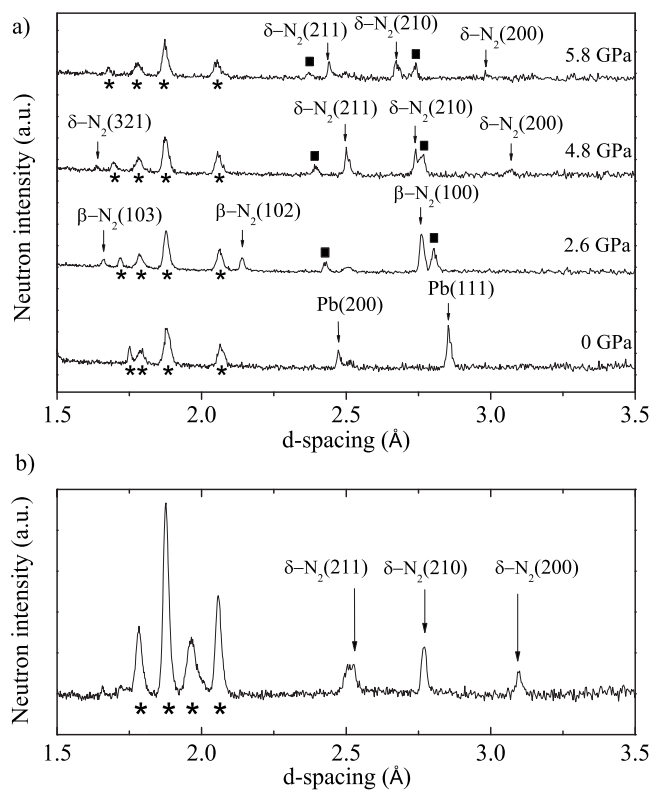 a)
δ–N₂(211)
δ–N₂(210)
δ–N₂(200)
5.8 GPa
* * * *
δ–N₂(321)
δ–N₂(211)
δ–N₂(210)
δ–N₂(200)
4.8 GPa
* * * *
β–N₂(103)
β–N₂(102)
β–N₂(100)
2.6 GPa
* * * *
Pb(200)
Pb(111)
0 GPa
* * * *
Neutron intensity (a.u.)
1.5 2.0 2.5 3.0 3.5
d-spacing (Å)
b)
δ–N₂(211)
δ–N₂(210)
δ–N₂(200)
* * * *
Neutron intensity (a.u.)
1.5 2.0 2.5 3.0 3.5
d-spacing (Å)